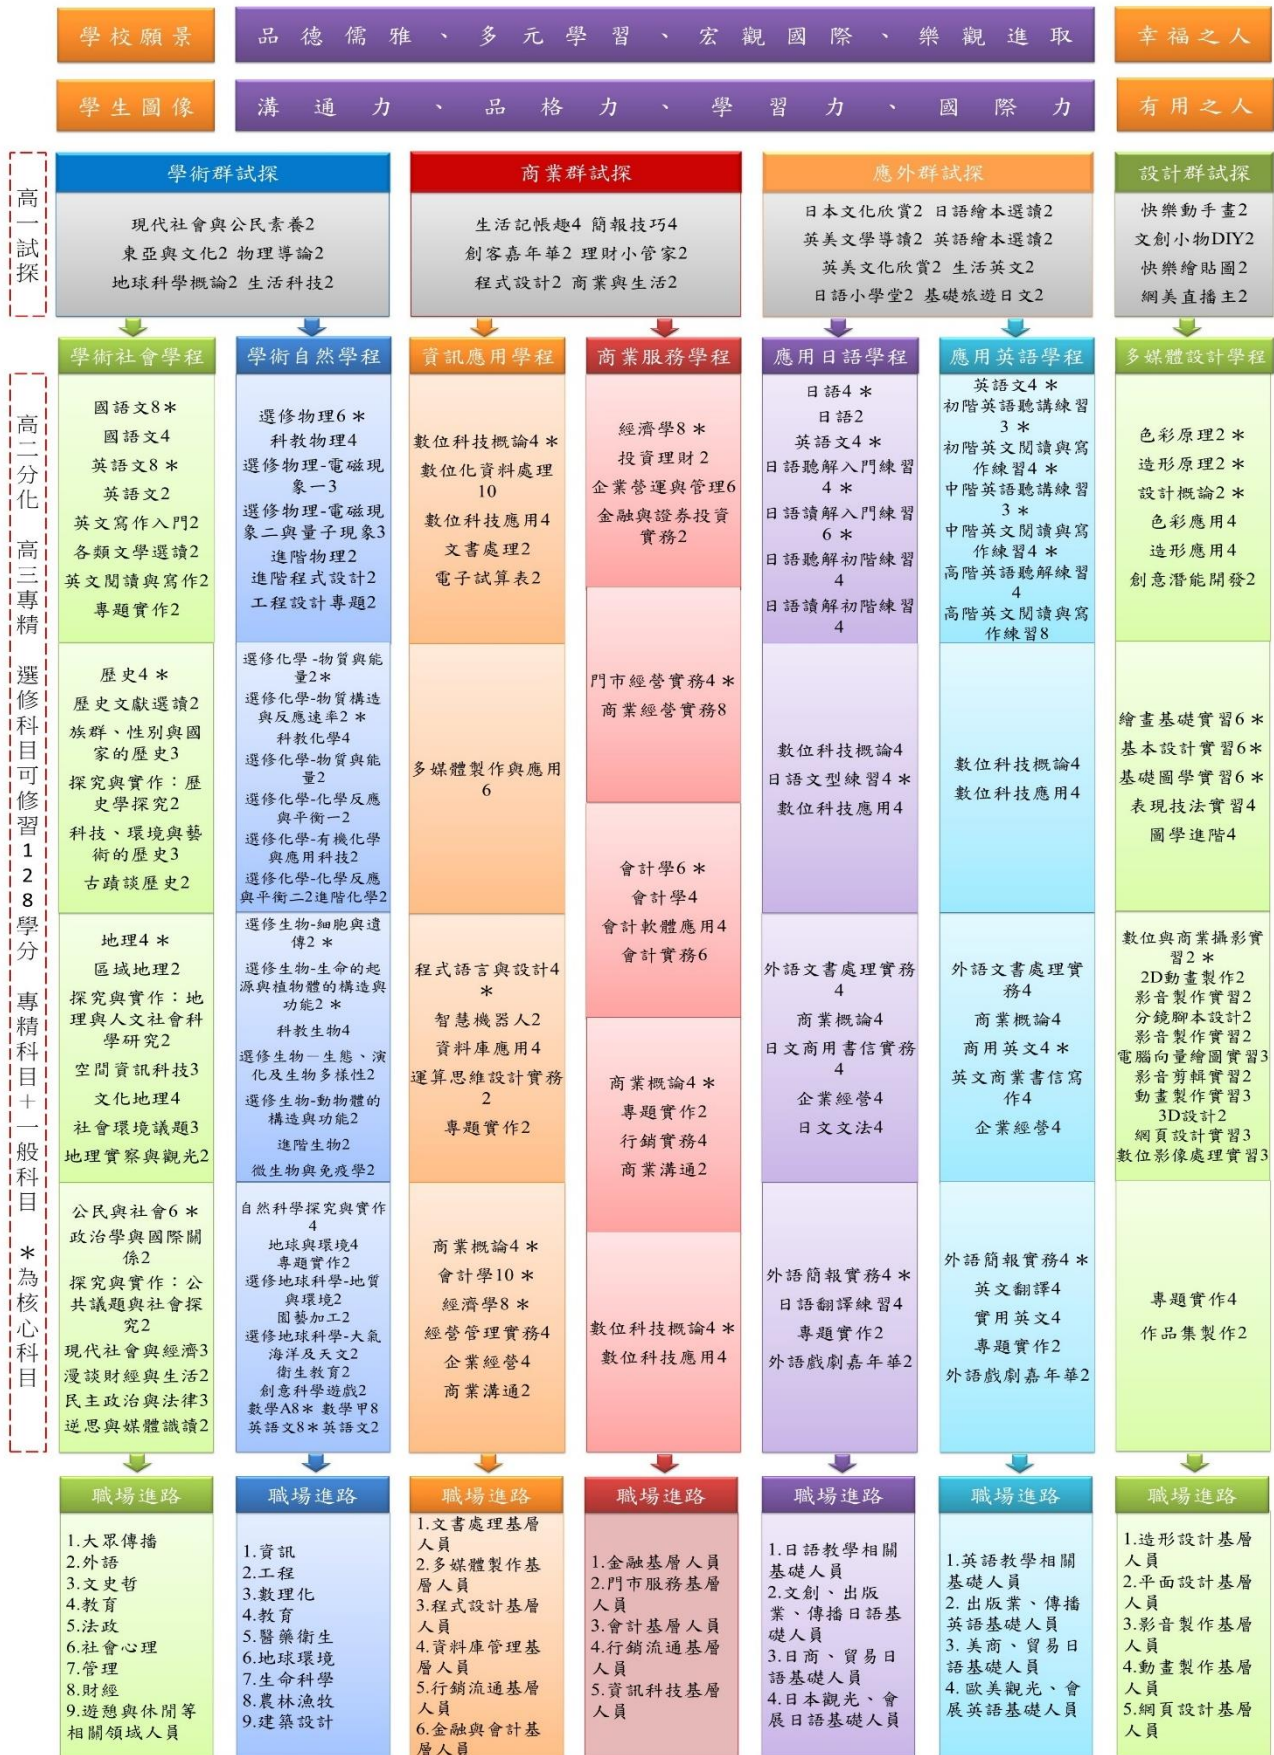 學校願景
品德儒雅、多元學習、宏觀國際、樂觀進取
幸福之人
學生圖像
溝通力、品格力、學習力、國際力
有用之人
高一試探
學術群試探
現代社會與公民素養2
東亞與文化2 物理導論2
地球科學概論2 生活科技2
商業群試探
生活記帳趣4 簡報技巧4
創客嘉年華2 理財小管家2
程式設計2 商業與生活2
應外群試探
日本文化欣賞2 日語繪本選讀2
英美文學導讀2 英語繪本選讀2
英美文化欣賞2 生活英文2
日語小學堂2 基礎旅遊日文2
設計群試探
快樂動手畫2
文創小物DIY2
快樂繪貼圖2
網美直播主2
高二分化 高三專精 選修科目可修習128學分 專精科目+一般科目 *為核心科目
學術社會學程
國語文8*
國語文4
英語文8*
英語文2
英文寫作入門2
各類文學選讀2
英文閱讀與寫作2
專題實作2
歷史4 *
歷史文獻選讀2
族群、性別與國
家的歷史3
探究與實作：歷
史學探究2
科技、環境與藝
術的歷史3
古蹟談歷史2
地理4 *
區域地理2
探究與實作：地
理與人文社會科
學研究2
空間資訊科技3
文化地理4
社會環境議題3
地理實察與觀光2
公民與社會6 *
政治學與國際關
係2
探究與實作：公
共議題與社會探
究2
現代社會與經濟3
漫談財經與生活2
民主政治與法律3
逆思與媒體識讀2
職場進路
1.大眾傳播
2.外語
3.文史哲
4.教育
5.法政
6.社會心理
7.管理
8.財經
9.遊憩與休閒等
相關領域人員
學術自然學程
選修物理6 *
科教物理4
選修物理-電磁現
象一3
選修物理-電磁現
象二與量子現象3
進階物理2
進階程式設計2
工程設計專題2
選修化學 -物質與能
量2*
選修化學-物質構造
與反應速率2 *
科教化學4
選修化學-物質與能
量2
選修化學-化學反應
與平衡一2
選修化學-有機化學
與應用科技2
選修化學-化學反應
與平衡二2進階化學2
選修生物-細胞與遺
傳2 *
選修生物-生命的起
源與植物體的構造與
功能2 *
科教生物4
選修生物－生態、演
化及生物多樣性2
選修生物-動物體的
構造與功能2
進階生物2
微生物與免疫學2
自然科學探究與實作
4
地球與環境4
專題實作2
選修地球科學-地質
與環境2
園藝加工2
選修地球科學-大氣
海洋及天文2
衛生教育2
創意科學遊戲2
數學A8* 數學甲8
英語文8* 英語文2
職場進路
1.資訊
2.工程
3.數理化
4.教育
5.醫藥衛生
6.地球環境
7.生命科學
8.農林漁牧
9.建築設計
資訊應用學程
數位科技概論4 *
數位化資料處理
10
數位科技應用4
文書處理2
電子試算表2
多媒體製作與應用
6
程式語言與設計4
*
智慧機器人2
資料庫應用4
運算思維設計實務
2
專題實作2
商業概論4 *
會計學10 *
經濟學8 *
經營管理實務4
企業經營4
商業溝通2
職場進路
1.文書處理基層
人員
2.多媒體製作基
層人員
3.程式設計基層
人員
4.資料庫管理基
層人員
5.行銷流通基層
人員
6.金融與會計基
層人員
商業服務學程
經濟學8 *
投資理財2
企業營運與管理6
金融與證券投資
實務2
門市經營實務4 *
商業經營實務8
會計學6 *
會計學4
會計軟體應用4
會計實務6
商業概論4 *
專題實作2
行銷實務4
商業溝通2
數位科技概論4 *
數位科技應用4
職場進路
1.金融基層人員
2.門市服務基層
人員
3.會計基層人員
4.行銷流通基層
人員
5.資訊科技基層
人員
應用日語學程
日語4 *
日語2
英語文4 *
日語聽解入門練習
4 *
日語讀解入門練習
6 *
日語聽解初階練習
4
日語讀解初階練習
4
數位科技概論4
日語文型練習4 *
數位科技應用4
外語文書處理實務
4
商業概論4
日文商用書信實務
4
企業經營4
日文文法4
外語簡報實務4 *
日語翻譯練習4
專題實作2
外語戲劇嘉年華2
職場進路
1.日語教學相關
基礎人員
2.文創、出版
業、傳播日語基
礎人員
3.日商、貿易日
語基礎人員
4.日本觀光、會
展日語基礎人員
應用英語學程
英語文4 *
初階英語聽講練習
3 *
初階英文閱讀與寫
作練習4 *
中階英語聽講練習
3 *
中階英文閱讀與寫
作練習4 *
高階英語聽解練習
4
高階英文閱讀與寫
作練習8
數位科技概論4
數位科技應用4
外語文書處理實
務4
商業概論4
商用英文4 *
英文商業書信寫
作4
企業經營4
外語簡報實務4 *
英文翻譯4
實用英文4
專題實作2
外語戲劇嘉年華2
職場進路
1.英語教學相關
基礎人員
2. 出版業、傳播
英語基礎人員
3. 美商、貿易日
語基礎人員
4. 歐美觀光、會
展英語基礎人員
多媒體設計學程
色彩原理2 *
造形原理2 *
設計概論2 *
色彩應用4
造形應用4
創意潛能開發2
繪畫基礎實習6 *
基本設計實習6 *
基礎圖學實習6 *
表現技法實習4
圖學進階4
數位與商業攝影實
習2 *
2D動畫製作2
影音製作實習2
分鏡腳本設計2
影音製作實習2
電腦向量繪圖實習3
影音剪輯實習2
動畫製作實習3
3D設計2
網頁設計實習3
數位影像處理實習3
專題實作4
作品集製作2
職場進路
1.造形設計基層
人員
2.平面設計基層
人員
3.影音製作基層
人員
4.動畫製作基層
人員
5.網頁設計基層
人員